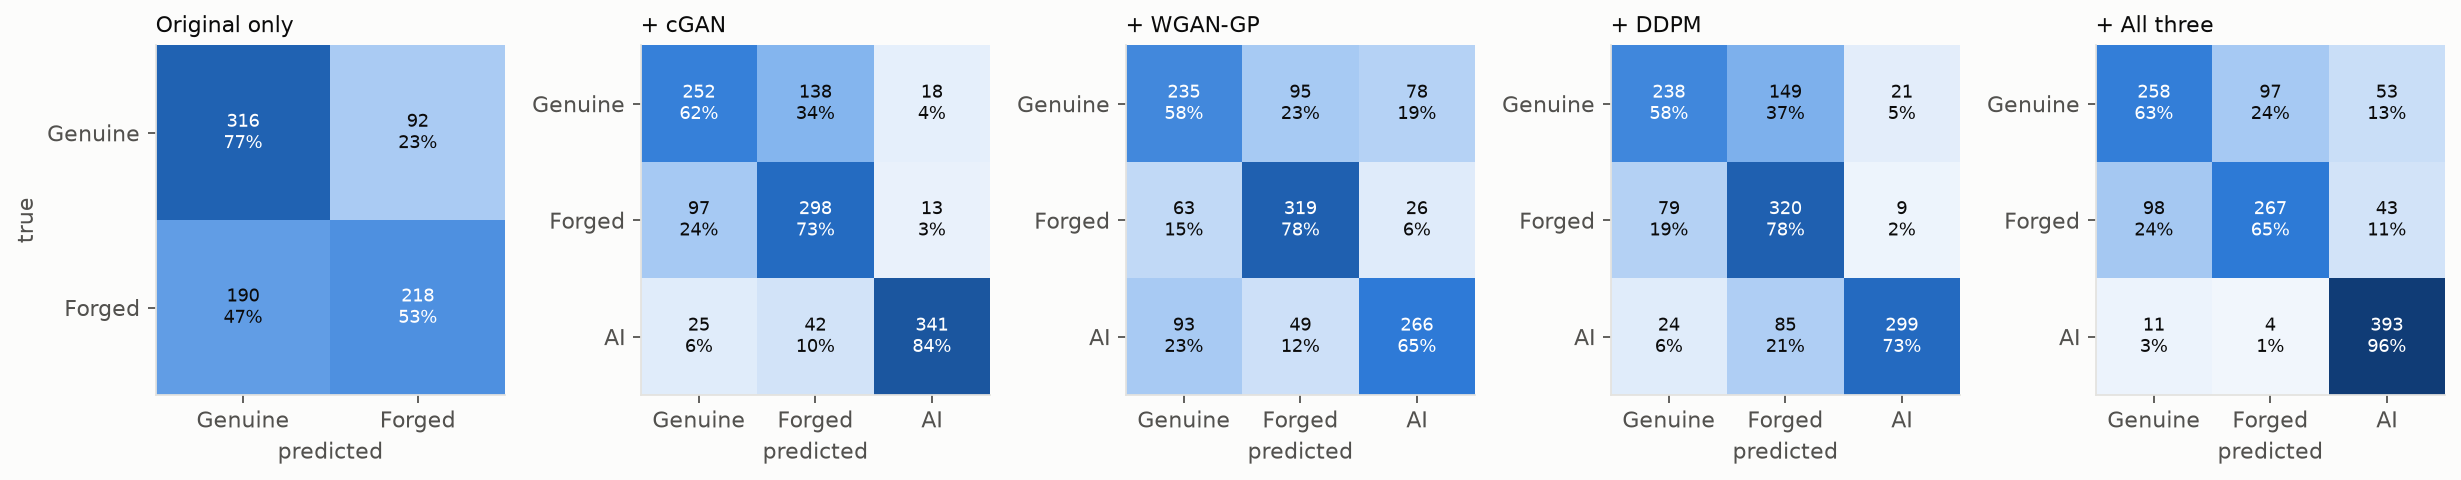 Original only
true
Genuine
316
77%
92
23%
Forged
190
47%
218
53%
Genuine
Forged
predicted
+ cGAN
Genuine
252
62%
138
34%
18
4%
Forged
97
24%
298
73%
13
3%
AI
25
6%
42
10%
341
84%
Genuine
Forged
AI
predicted
+ WGAN-GP
Genuine
235
58%
95
23%
78
19%
Forged
63
15%
319
78%
26
6%
AI
93
23%
49
12%
266
65%
Genuine
Forged
AI
predicted
+ DDPM
Genuine
238
58%
149
37%
21
5%
Forged
79
19%
320
78%
9
2%
AI
24
6%
85
21%
299
73%
Genuine
Forged
AI
predicted
+ All three
Genuine
258
63%
97
24%
53
13%
Forged
98
24%
267
65%
43
11%
AI
11
3%
4
1%
393
96%
Genuine
Forged
AI
predicted